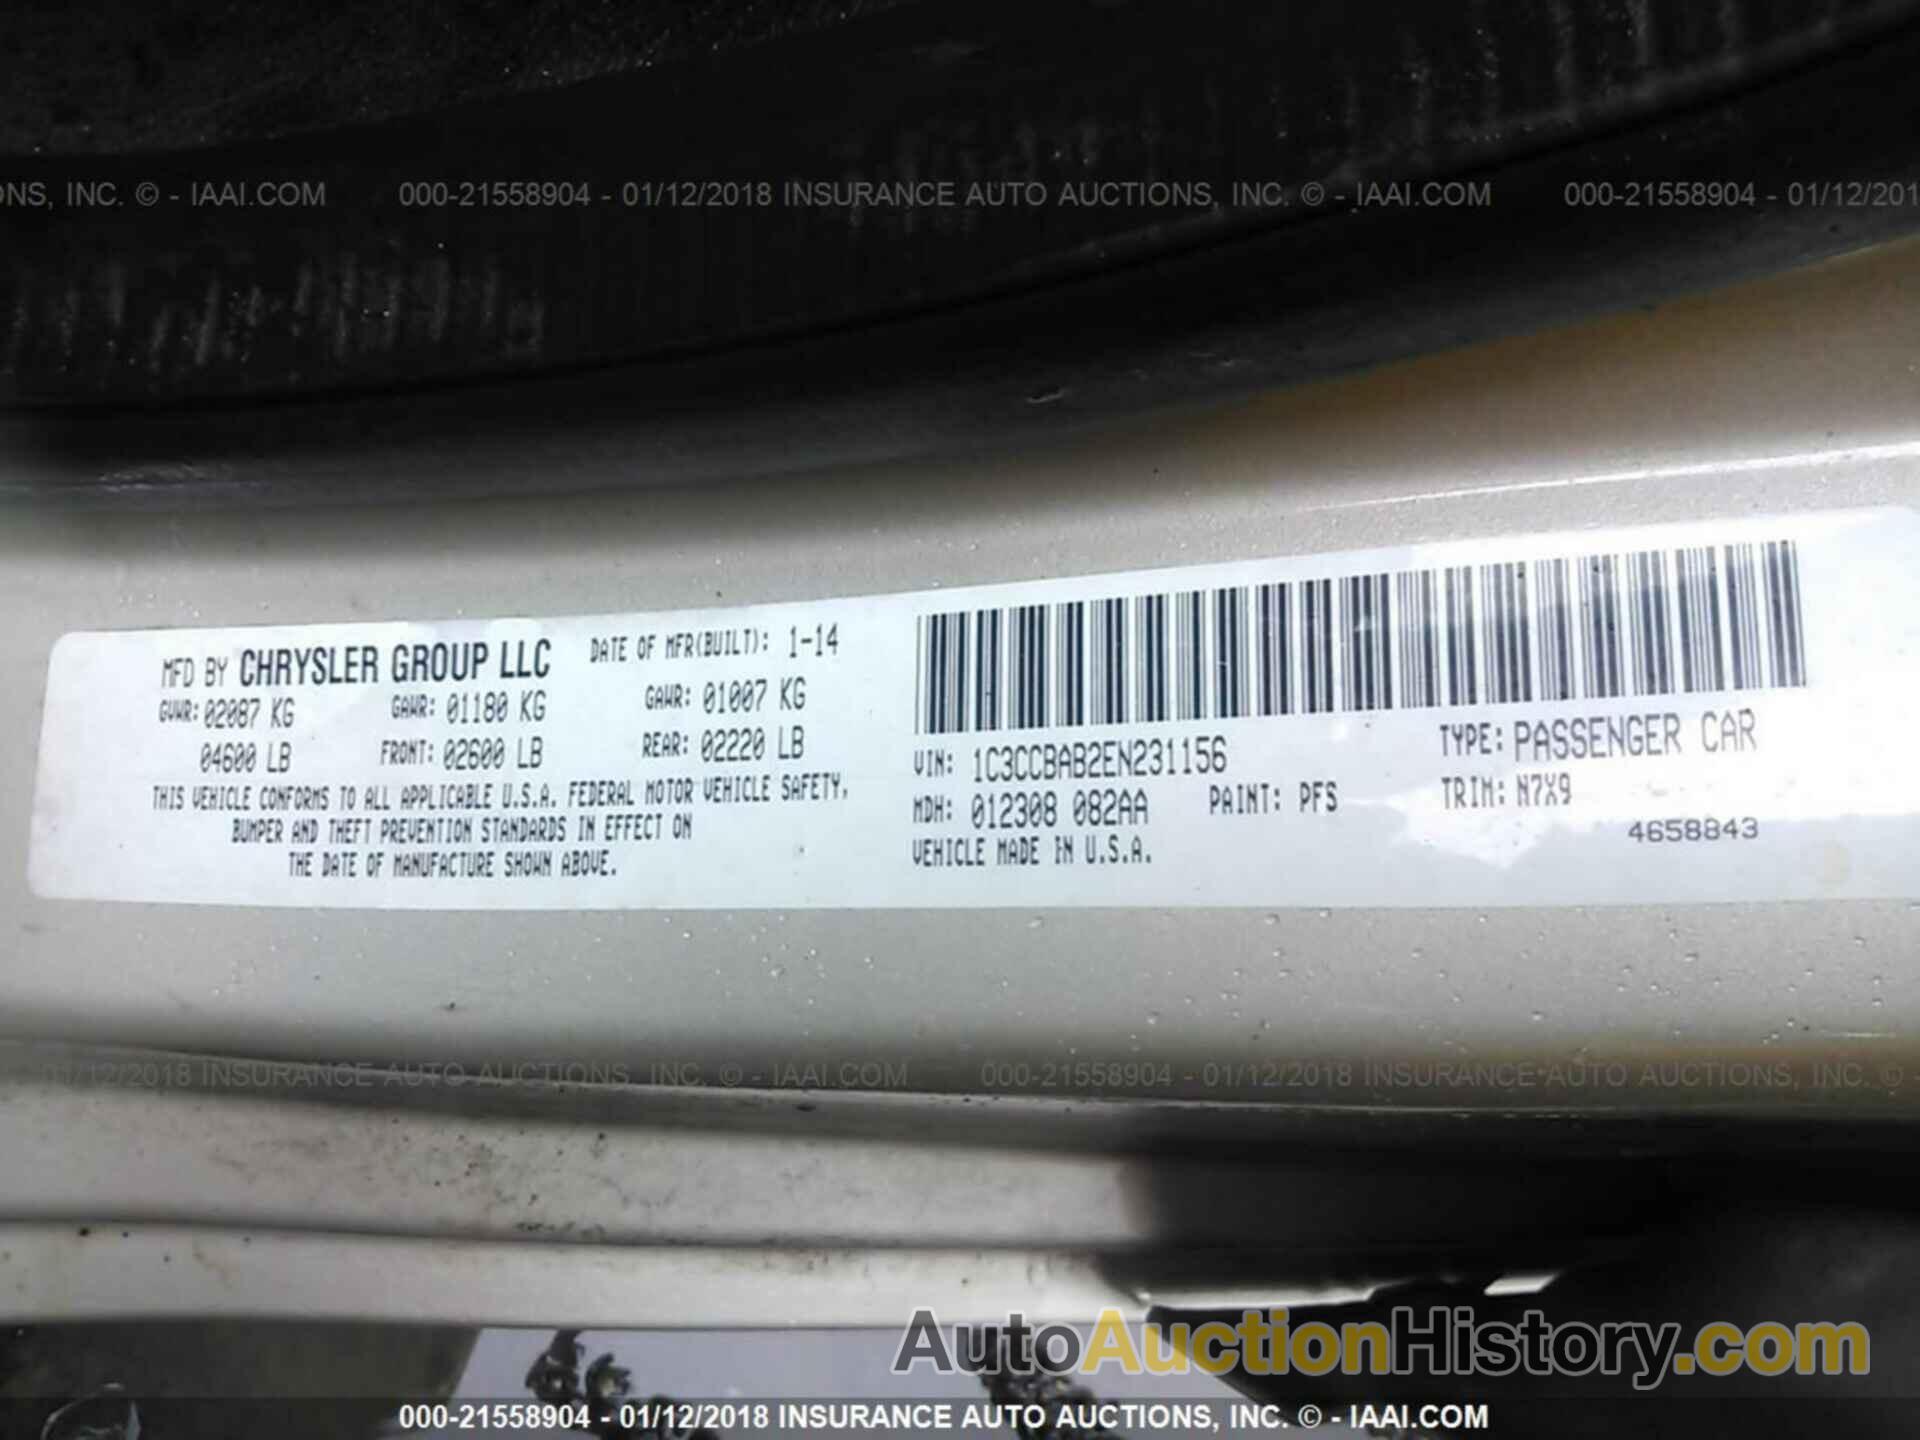 ONS, INC. © - IAAI.COM 000-21558904 - 01/12/2018 INSURANCE AUTO AUCTIONS, INC. © - IAAI.COM 000-21558904 - 01/12/201
MFD BY CHRYSLER GROUP LLC DATE OF MFR(BUILT): 1-14
GVWR: 02087 KG GAWR: 01180 KG GAWR: 01007 KG
04600 LB FRONT: 02600 LB REAR: 02220 LB
THIS VEHICLE CONFORMS TO ALL APPLICABLE U.S.A. FEDERAL MOTOR VEHICLE SAFETY,
BUMPER AND THEFT PREVENTION STANDARDS IN EFFECT ON
THE DATE OF MANUFACTURE SHOWN ABOVE.
VIN: 1C3CCBAB2EN231156 TYPE: PASSENGER CAR
MDH: 012308 082AA PAINT: PFS TRIM: N7X9
VEHICLE MADE IN U.S.A. 4658843
01/12/2018 INSURANCE AUTO AUCTIONS, INC. © - IAAI.COM 000-21558904 - 01/12/2018 INSURANCE AUTO AUCTIONS, INC. © -
AutoAuctionHistory.com
000-21558904 - 01/12/2018 INSURANCE AUTO AUCTIONS, INC. © - IAAI.COM